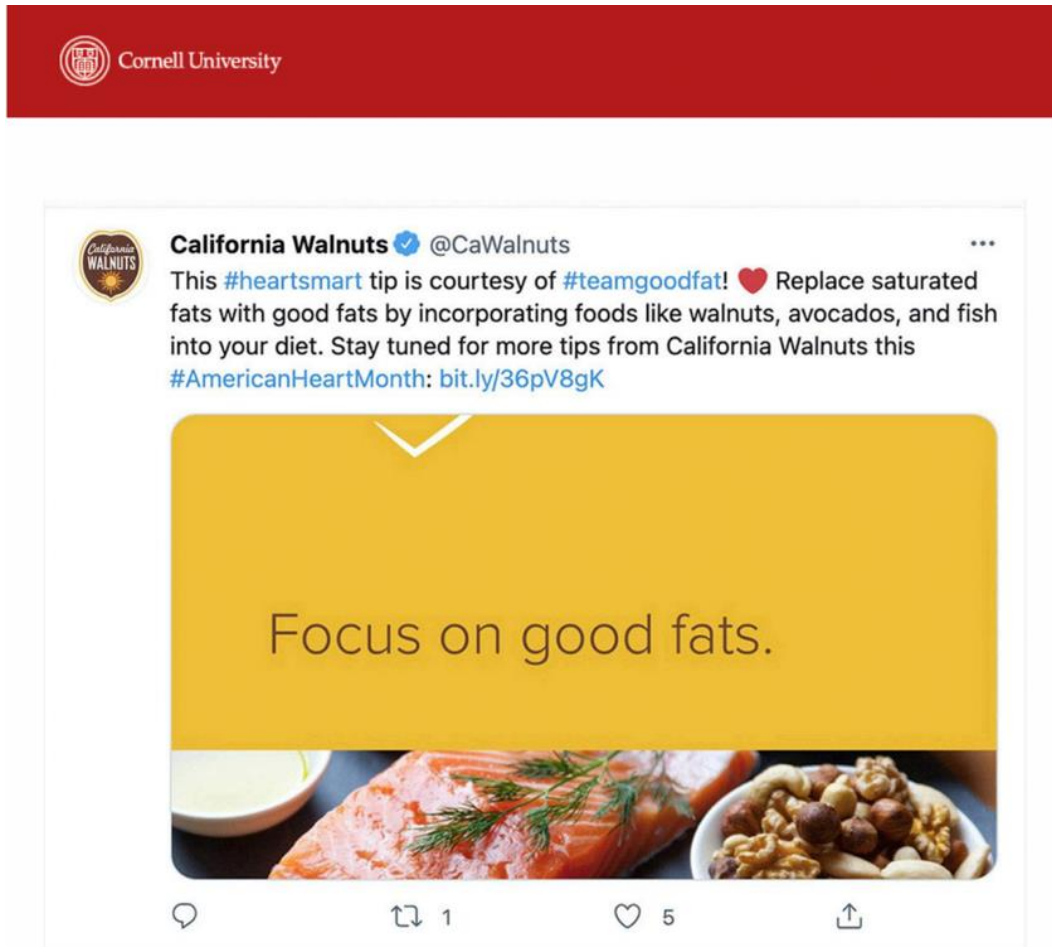 Cornell University
California Walnuts @CaWalnuts
This #heartsmart tip is courtesy of #teamgoodfat! ❤️ Replace saturated
fats with good fats by incorporating foods like walnuts, avocados, and fish
into your diet. Stay tuned for more tips from California Walnuts this
#AmericanHeartMonth: bit.ly/36pV8gK
California
WALNUTS
Focus on good fats.
1
5